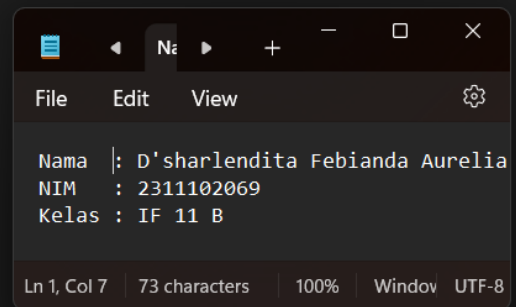 Na
File Edit View
Nama : D'sharlendita Febianda Aurelia
NIM : 2311102069
Kelas : IF 11 B
Ln 1, Col 7 73 characters 100% Window UTF-8